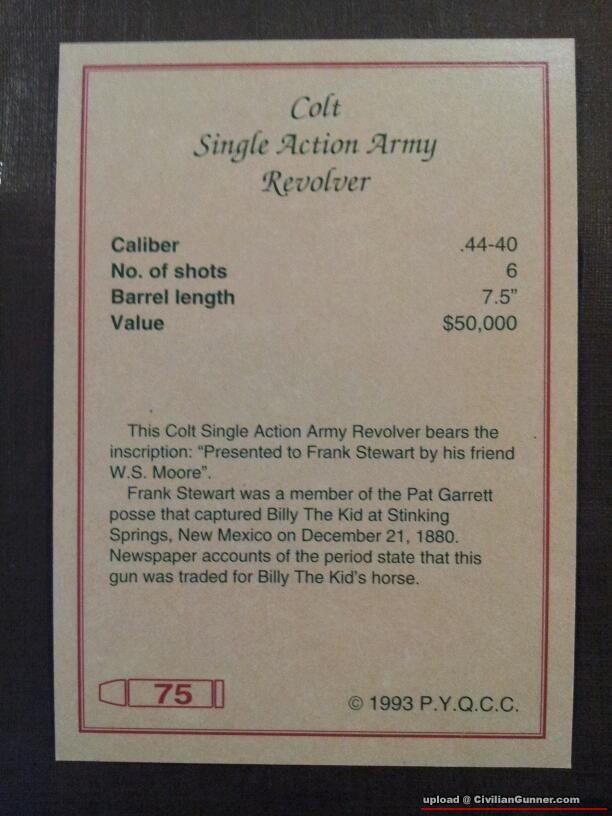 Colt
Single Action Army
Revolver
Caliber .44-40
No. of shots 6
Barrel length 7.5”
Value $50,000
This Colt Single Action Army Revolver bears the
inscription: “Presented to Frank Stewart by his friend
W.S. Moore”.
Frank Stewart was a member of the Pat Garrett
posse that captured Billy The Kid at Stinking
Springs, New Mexico on December 21, 1880.
Newspaper accounts of the period state that this
gun was traded for Billy The Kid’s horse.
75
© 1993 P.Y.Q.C.C.
upload @ CivilianGunner.com